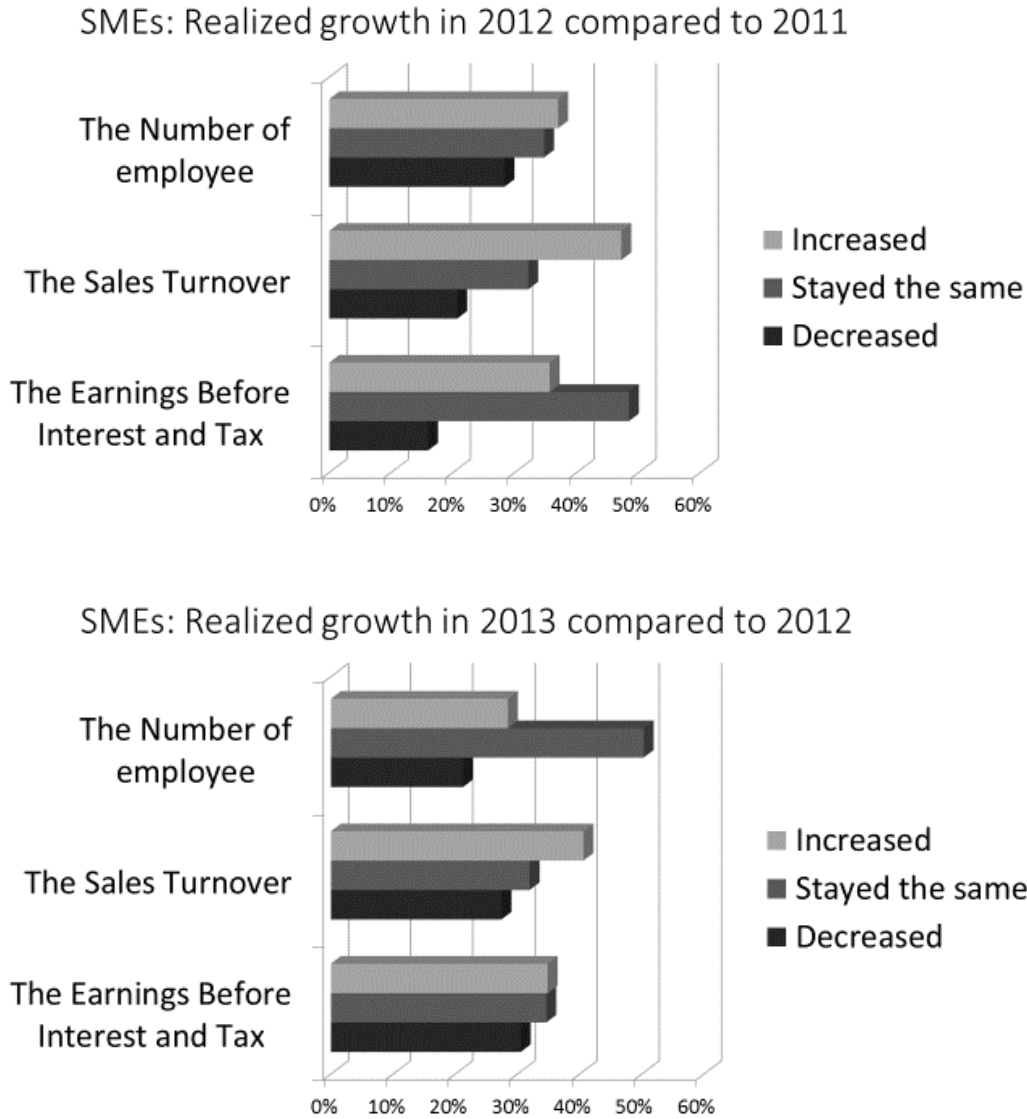 SMEs: Realized growth in 2012 compared to 2011
The Number of
employee
The Sales Turnover
The Earnings Before
Interest and Tax
Increased
Stayed the same
Decreased
0% 10% 20% 30% 40% 50% 60%
SMEs: Realized growth in 2013 compared to 2012
The Number of
employee
The Sales Turnover
The Earnings Before
Interest and Tax
Increased
Stayed the same
Decreased
0% 10% 20% 30% 40% 50% 60%